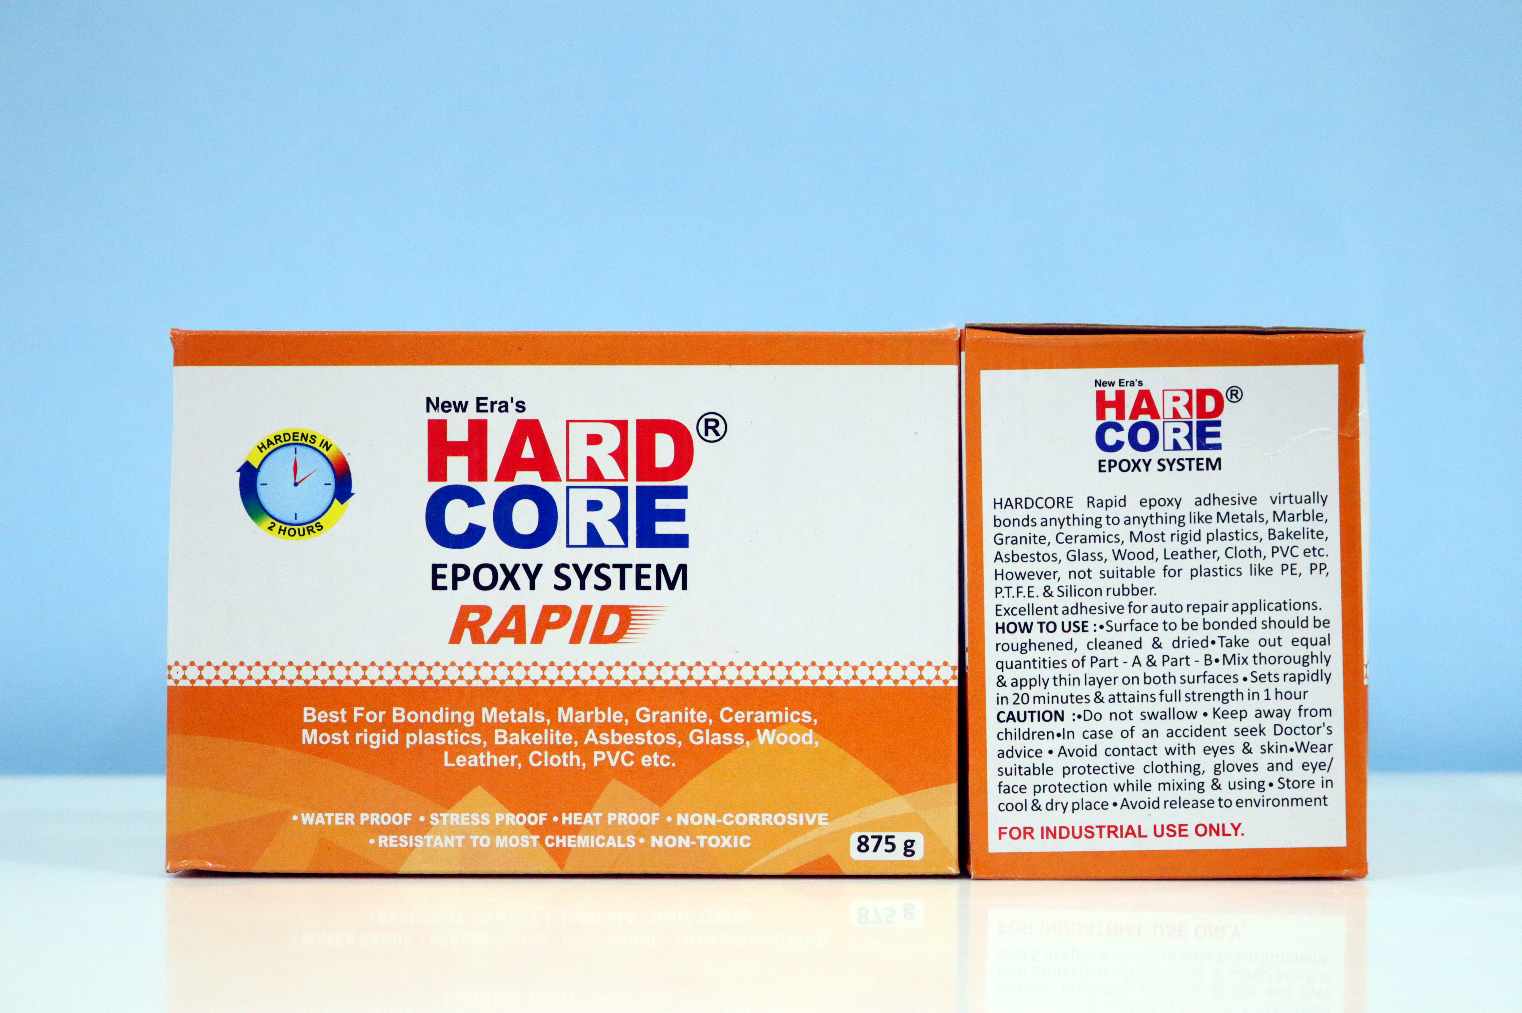 HARDENS IN
2 HOURS
New Era's
HARD®
CORE
EPOXY SYSTEM
RAPID
Best For Bonding Metals, Marble, Granite, Ceramics,
Most rigid plastics, Bakelite, Asbestos, Glass, Wood,
Leather, Cloth, PVC etc.
• WATER PROOF • STRESS PROOF • HEAT PROOF • NON-CORROSIVE
• RESISTANT TO MOST CHEMICALS • NON-TOXIC
875 g
New Era's
HARD®
CORE
EPOXY SYSTEM
HARDCORE Rapid epoxy adhesive virtually
bonds anything to anything like Metals, Marble,
Granite, Ceramics, Most rigid plastics, Bakelite,
Asbestos, Glass, Wood, Leather, Cloth, PVC etc.
However, not suitable for plastics like PE, PP,
P.T.F.E. & Silicon rubber.
Excellent adhesive for auto repair applications.
HOW TO USE :•Surface to be bonded should be
roughened, cleaned & dried•Take out equal
quantities of Part - A & Part - B•Mix thoroughly
& apply thin layer on both surfaces • Sets rapidly
in 20 minutes & attains full strength in 1 hour
CAUTION :•Do not swallow • Keep away from
children•In case of an accident seek Doctor's
advice • Avoid contact with eyes & skin•Wear
suitable protective clothing, gloves and eye/
face protection while mixing & using• Store in
cool & dry place • Avoid release to environment
FOR INDUSTRIAL USE ONLY.